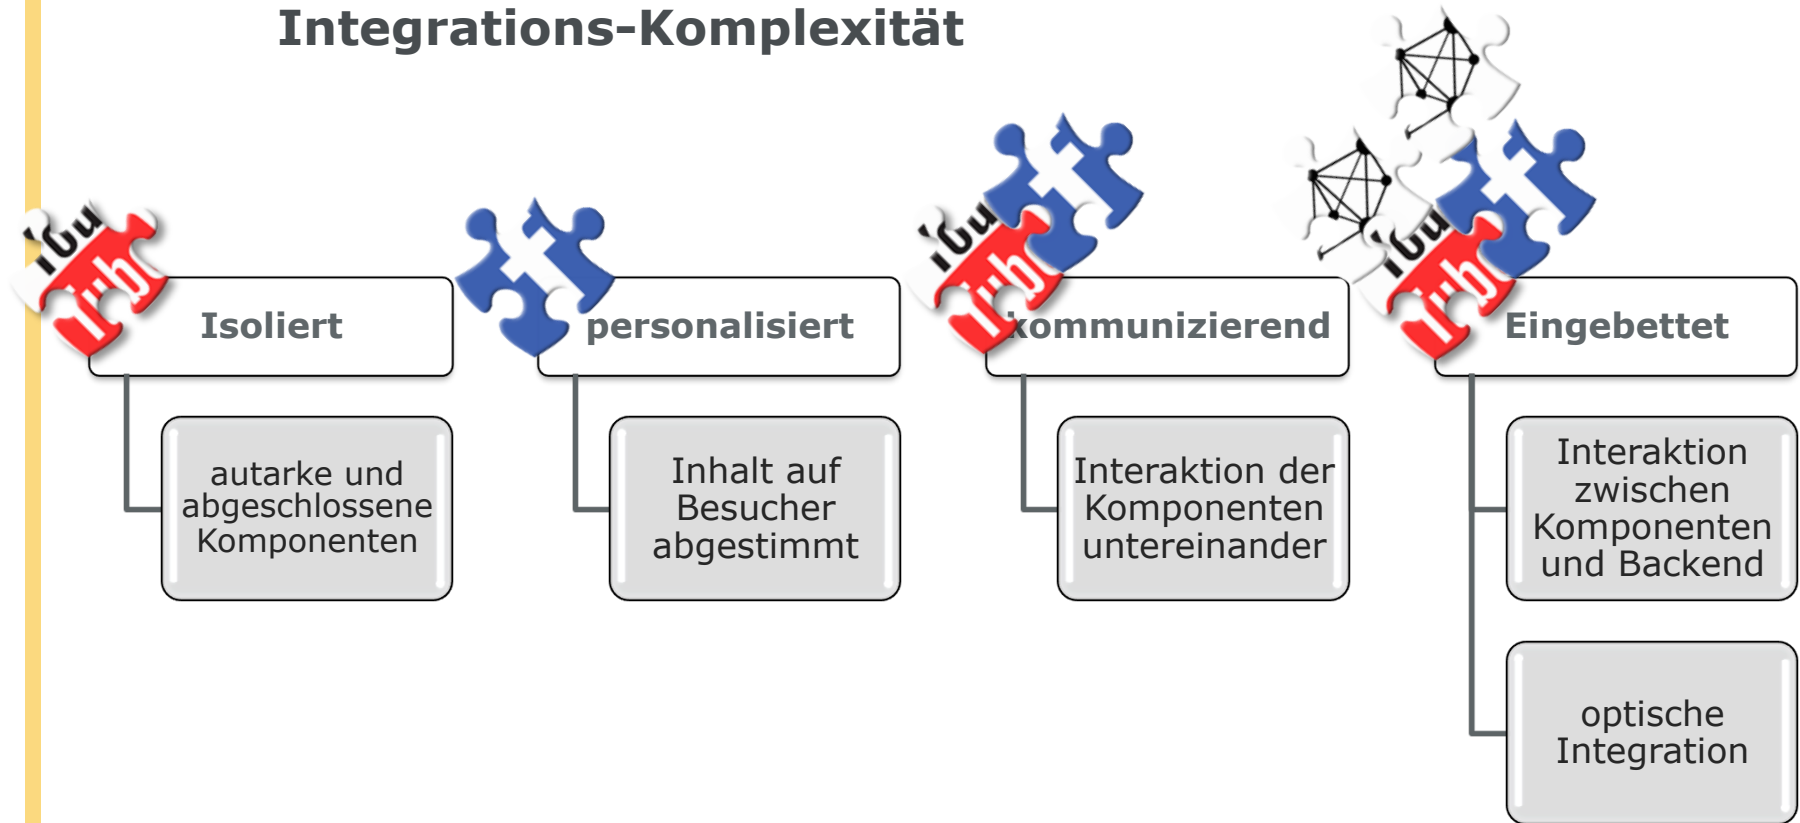 Integrations-Komplexität
Isoliert
autarke und
abgeschlossene
Komponenten
personalisiert
Inhalt auf
Besucher
abgestimmt
kommunizierend
Interaktion der
Komponenten
untereinander
Eingebettet
Interaktion
zwischen
Komponenten
und Backend
optische
Integration